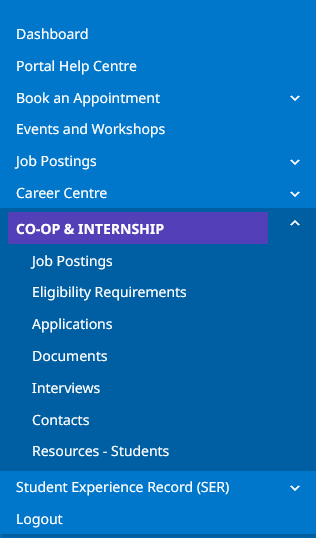 Dashboard
Portal Help Centre
Book an Appointment
Events and Workshops
Job Postings
Career Centre
CO-OP & INTERNSHIP
Job Postings
Eligibility Requirements
Applications
Documents
Interviews
Contacts
Resources - Students
Student Experience Record (SER)
Logout